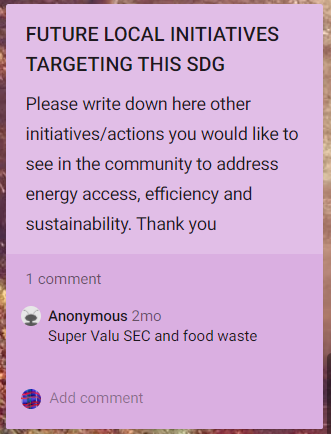 FUTURE LOCAL INITIATIVES
TARGETING THIS SDG
Please write down here other
initiatives/actions you would like to
see in the community to address
energy access, efficiency and
sustainability. Thank you
1 comment
Anonymous 2mo
Super Valu SEC and food waste
Add comment